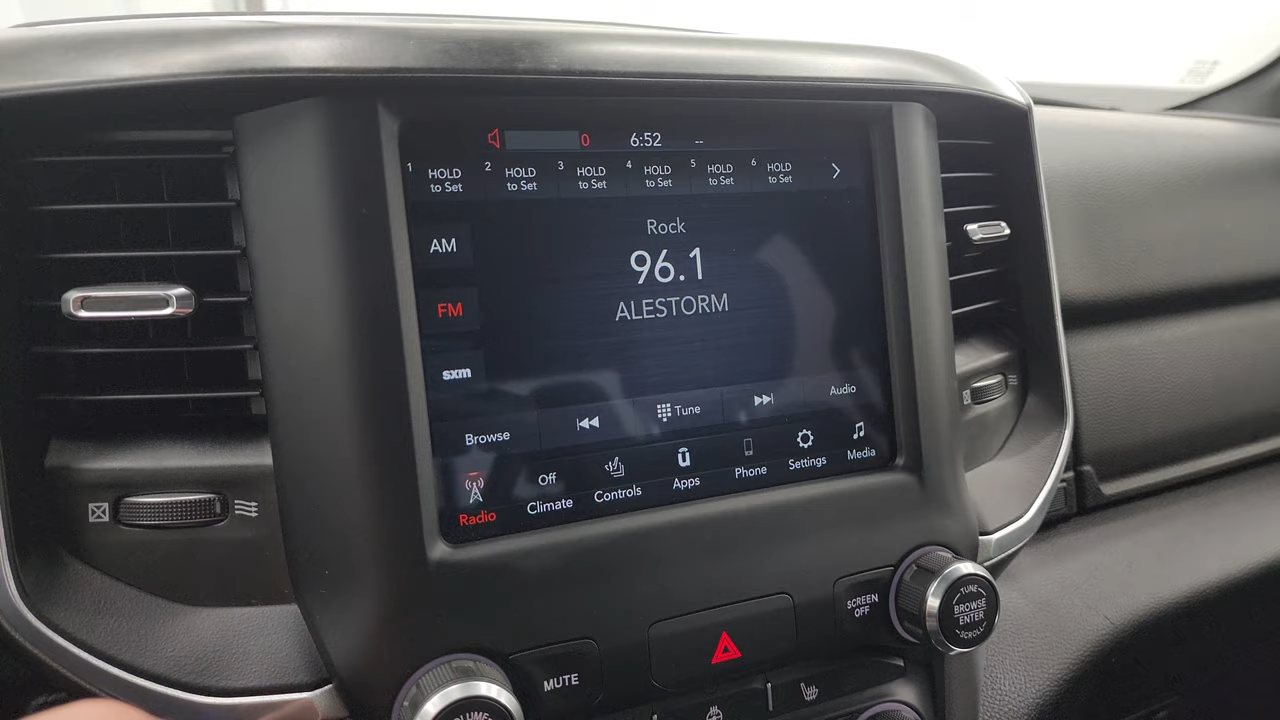 0 6:52 --
1 HOLD to Set
2 HOLD to Set
3 HOLD to Set
4 HOLD to Set
5 HOLD to Set
6 HOLD to Set
AM
Rock
96.1
ALESTORM
FM
sxm
Browse
Tune
Audio
Radio
Off
Climate
Controls
u
Apps
Phone
Settings
Media
SCREEN
OFF
TUNE
BROWSE
ENTER
SCROLL
MUTE
VOLUME